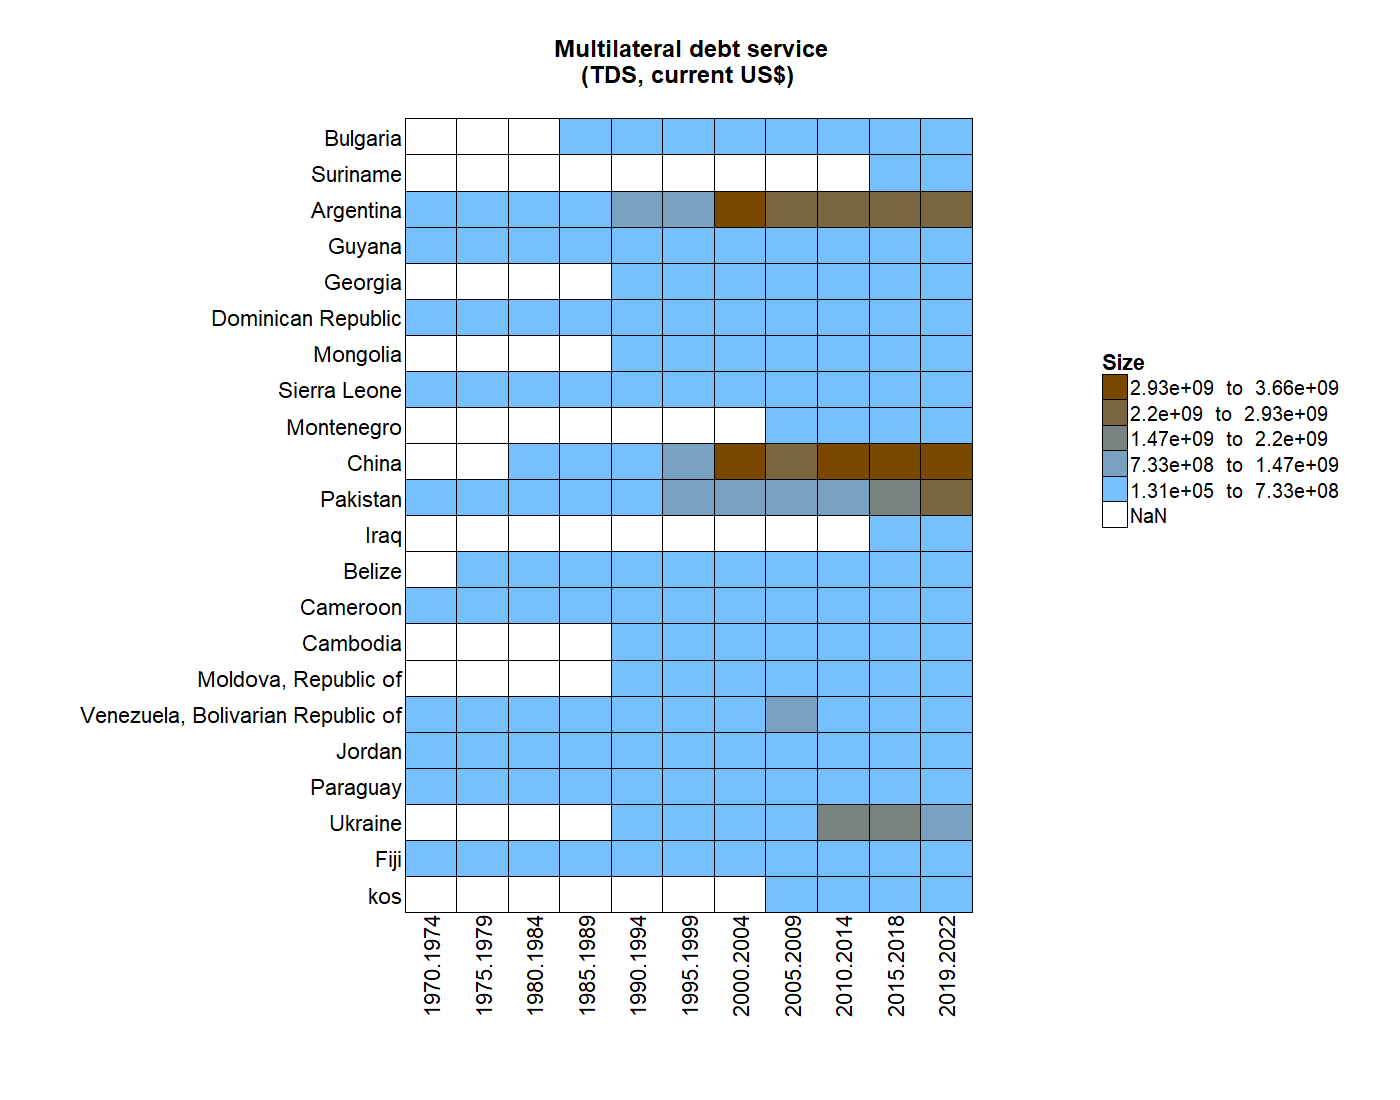 Multilateral debt service
(TDS, current US$)
Bulgaria
Suriname
Argentina
Guyana
Georgia
Dominican Republic
Mongolia
Sierra Leone
Montenegro
China
Pakistan
Iraq
Belize
Cameroon
Cambodia
Moldova, Republic of
Venezuela, Bolivarian Republic of
Jordan
Paraguay
Ukraine
Fiji
kos
1970.1974
1975.1979
1980.1984
1985.1989
1990.1994
1995.1999
2000.2004
2005.2009
2010.2014
2015.2018
2019.2022
Size
2.93e+09 to 3.66e+09
2.2e+09 to 2.93e+09
1.47e+09 to 2.2e+09
7.33e+08 to 1.47e+09
1.31e+05 to 7.33e+08
NaN